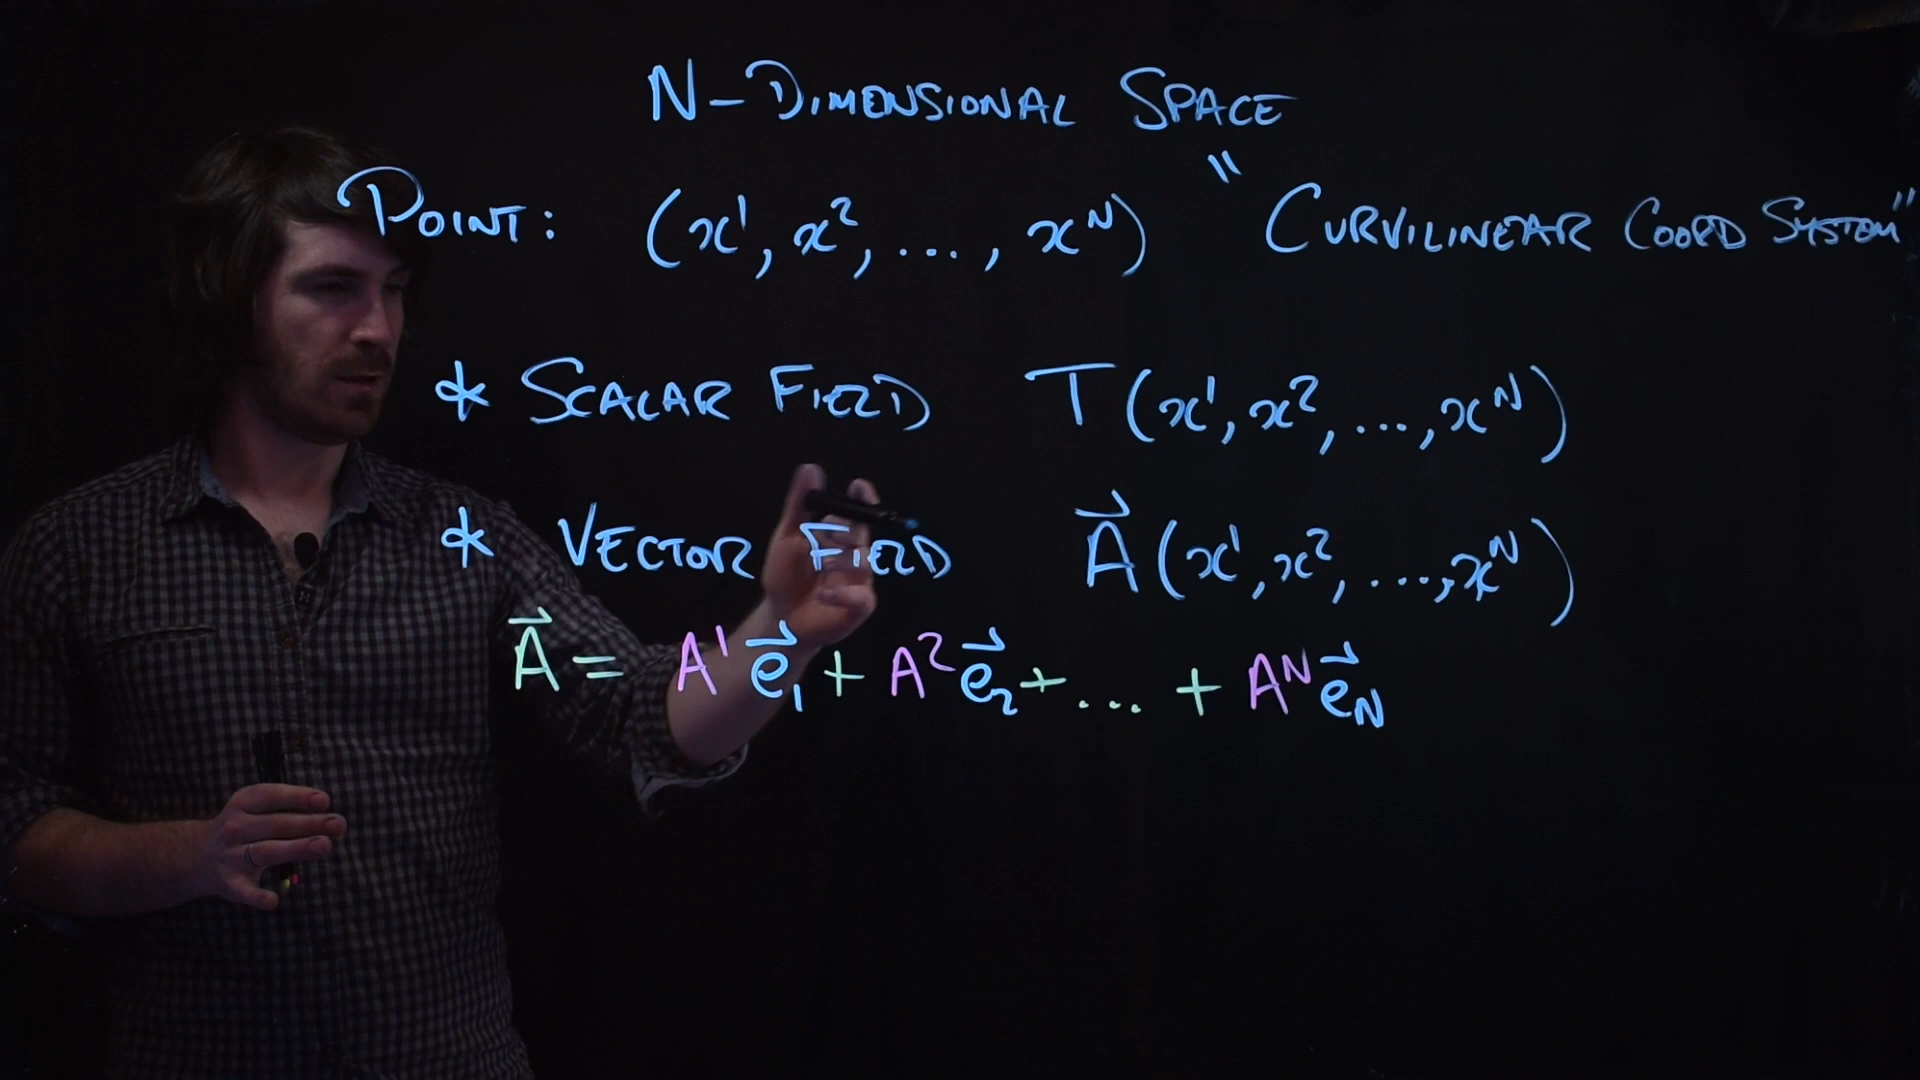 N-DIMENSIONAL SPACE
POINT: (x¹, x², ..., xᴺ) "CURVILINEAR COORD SYSTEM"
* SCALAR FIELD T(x¹, x², ..., xᴺ)
* VECTOR FIELD A⃗(x¹, x², ..., xᴺ)
A⃗ = A¹e⃗₁ + A²e⃗₂ + ... + Aᴺe⃗_N